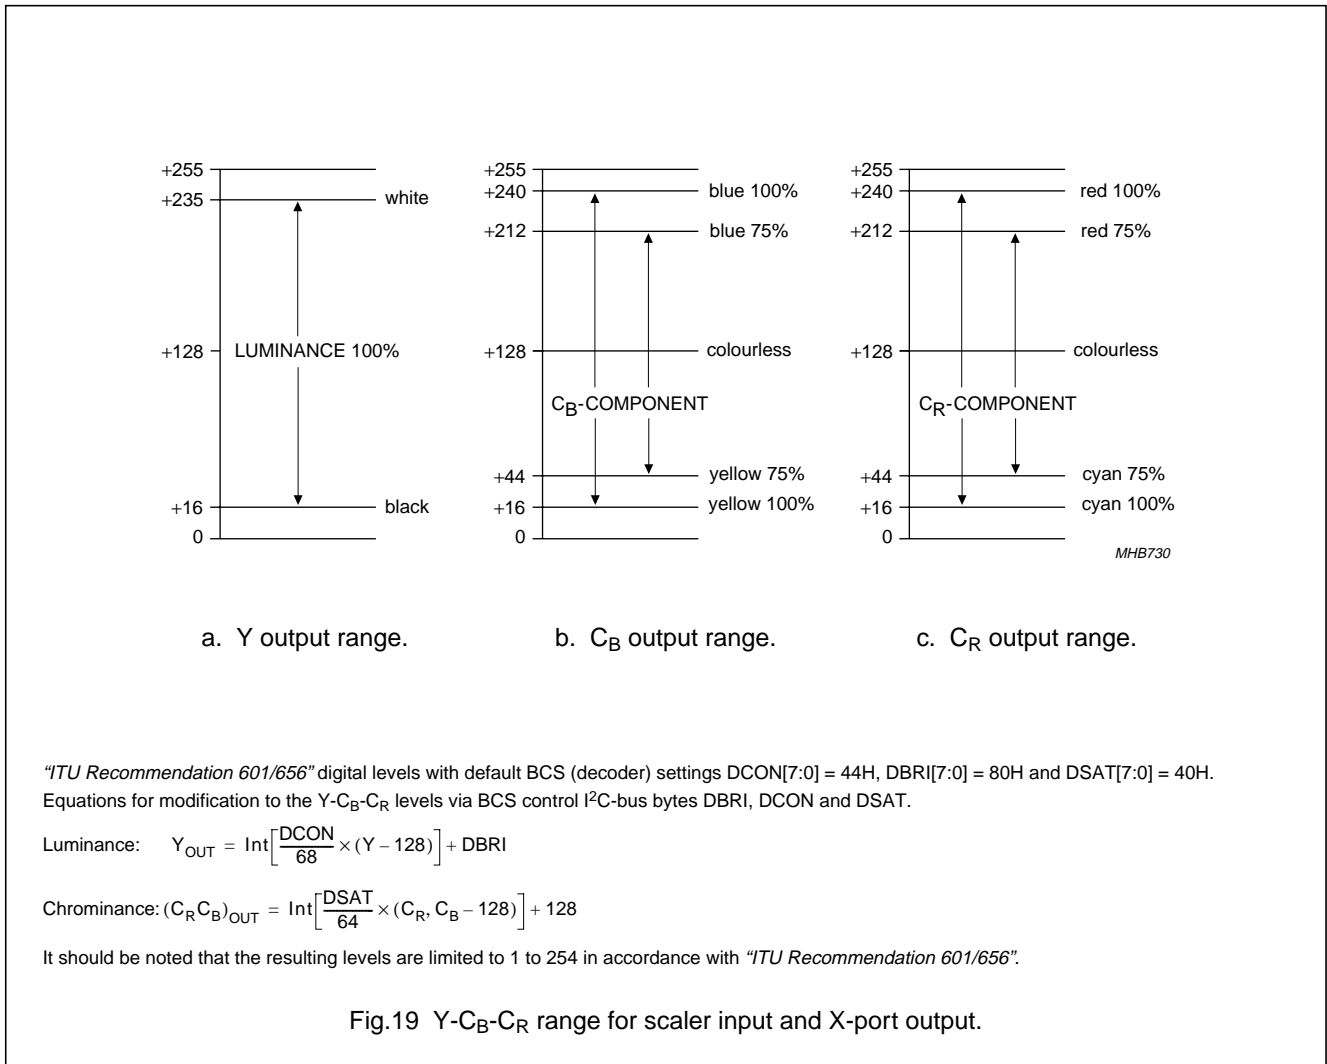 +255
+235
white
+128
LUMINANCE 100%
+16
black
0
+255
+240
blue 100%
+212
blue 75%
+128
colourless
CB-COMPONENT
+44
yellow 75%
+16
yellow 100%
0
+255
+240
red 100%
+212
red 75%
+128
colourless
CR-COMPONENT
+44
cyan 75%
+16
cyan 100%
0
MHB730
a. Y output range.
b. CB output range.
c. CR output range.
“ITU Recommendation 601/656” digital levels with default BCS (decoder) settings DCON[7:0] = 44H, DBRI[7:0] = 80H and DSAT[7:0] = 40H.
Equations for modification to the Y-CB-CR levels via BCS control I²C-bus bytes DBRI, DCON and DSAT.
Luminance: YOUT = Int[DCON/68 × (Y – 128)] + DBRI
Chrominance: (CRCB)OUT = Int[DSAT/64 × (CR, CB – 128)] + 128
It should be noted that the resulting levels are limited to 1 to 254 in accordance with “ITU Recommendation 601/656”.
Fig.19 Y-CB-CR range for scaler input and X-port output.